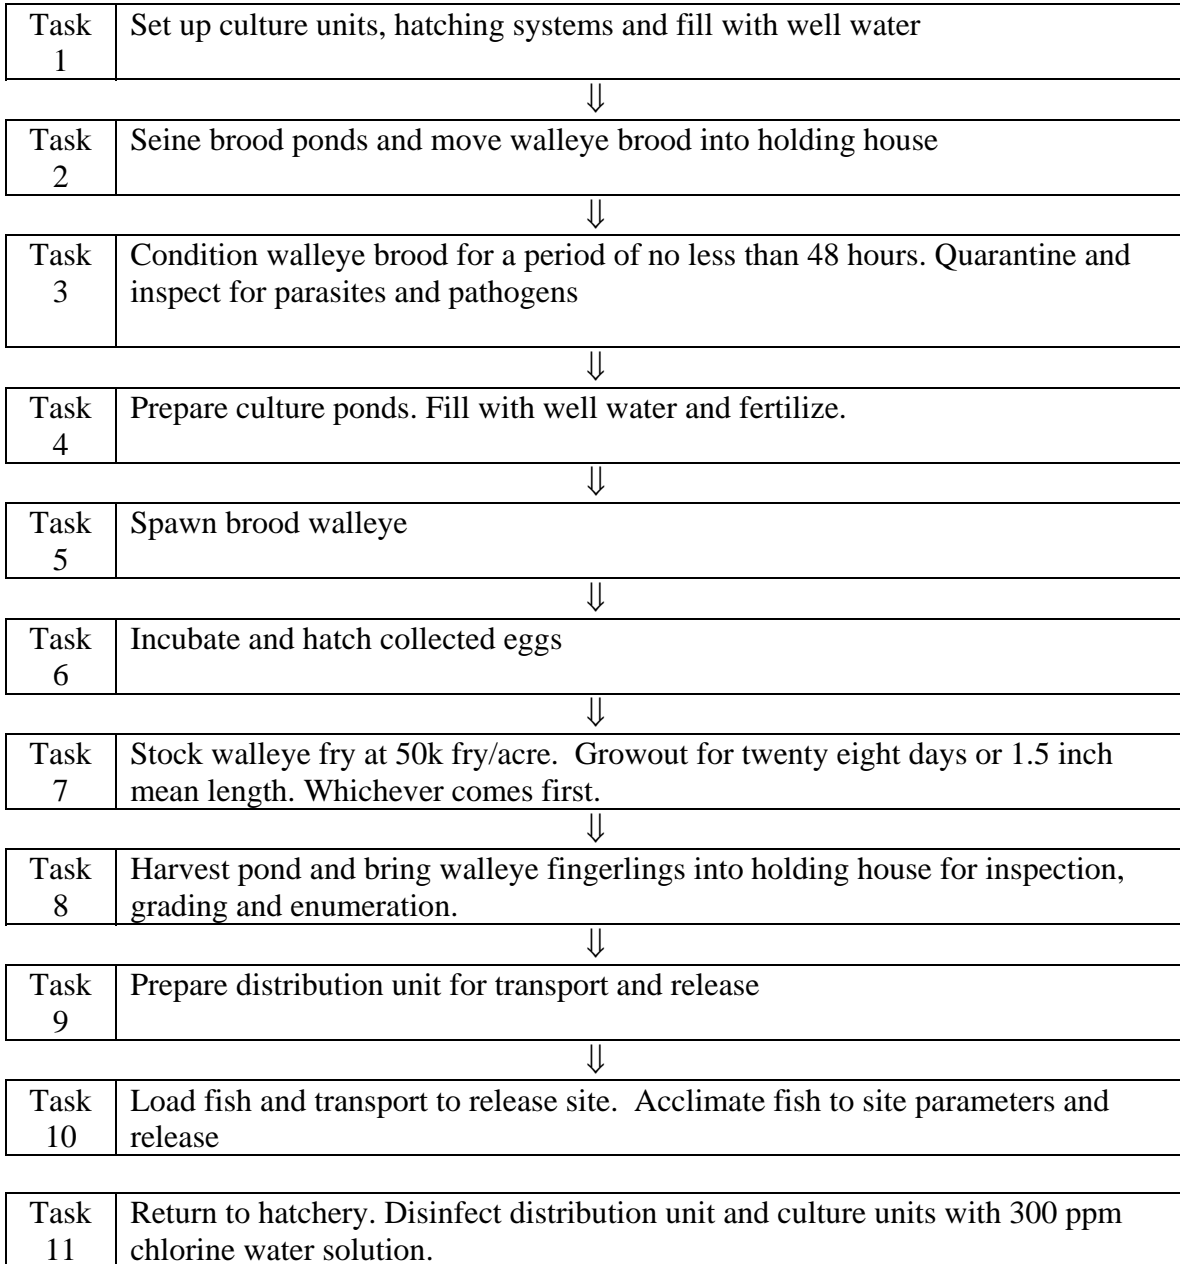 Task Set up culture units, hatching systems and fill with well water
1
⇓
Task Seine brood ponds and move walleye brood into holding house
2
⇓
Task Condition walleye brood for a period of no less than 48 hours. Quarantine and
3 inspect for parasites and pathogens
⇓
Task Prepare culture ponds. Fill with well water and fertilize.
4
⇓
Task Spawn brood walleye
5
⇓
Task Incubate and hatch collected eggs
6
⇓
Task Stock walleye fry at 50k fry/acre.  Growout for twenty eight days or 1.5 inch
7 mean length. Whichever comes first.
⇓
Task Harvest pond and bring walleye fingerlings into holding house for inspection,
8 grading and enumeration.
⇓
Task Prepare distribution unit for transport and release
9
⇓
Task Load fish and transport to release site.  Acclimate fish to site parameters and
10 release
Task Return to hatchery. Disinfect distribution unit and culture units with 300 ppm
11 chlorine water solution.